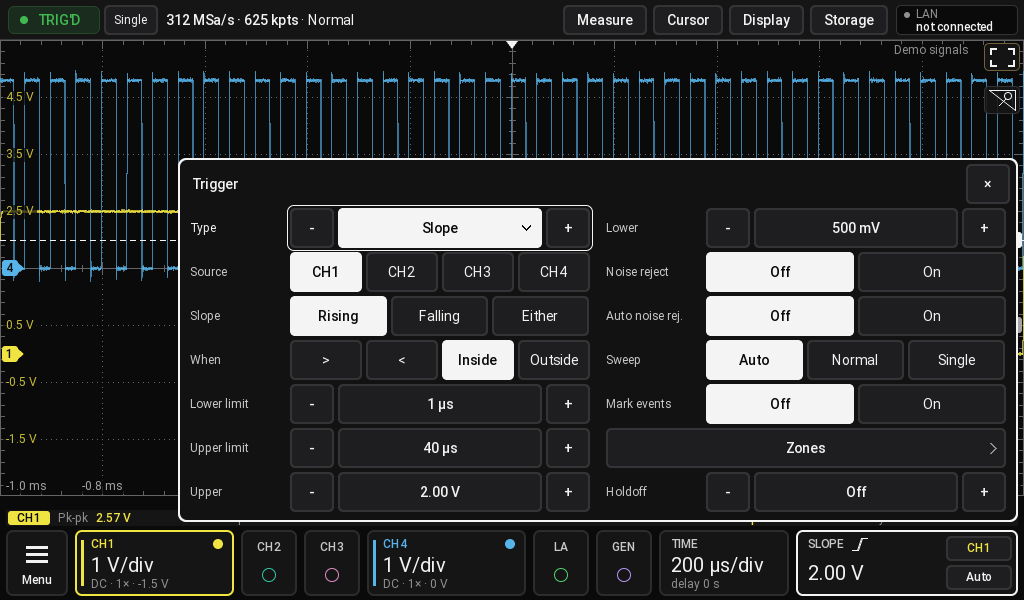 TRIG'D Single 312 MSa/s · 625 kpts · Normal Measure Cursor Display Storage LAN not connected
Demo signals
4.5 V
3.5 V
2.5 V
4
0.5 V
1
-0.5 V
-1.5 V
-1.0 ms -0.8 ms
Trigger ×
Type - Slope +
Source CH1 CH2 CH3 CH4
Slope Rising Falling Either
When > < Inside Outside
Lower limit - 1 µs +
Upper limit - 40 µs +
Upper - 2.00 V +
Lower - 500 mV +
Noise reject Off On
Auto noise rej. Off On
Sweep Auto Normal Single
Mark events Off On
Zones
Holdoff - Off +
CH1 Pk-pk 2.57 V
Menu
CH1
1 V/div
DC · 1× · -1.5 V
CH2
CH3
CH4
1 V/div
DC · 1× · 0 V
LA
GEN
TIME
200 µs/div
delay 0 s
SLOPE
2.00 V
CH1
Auto